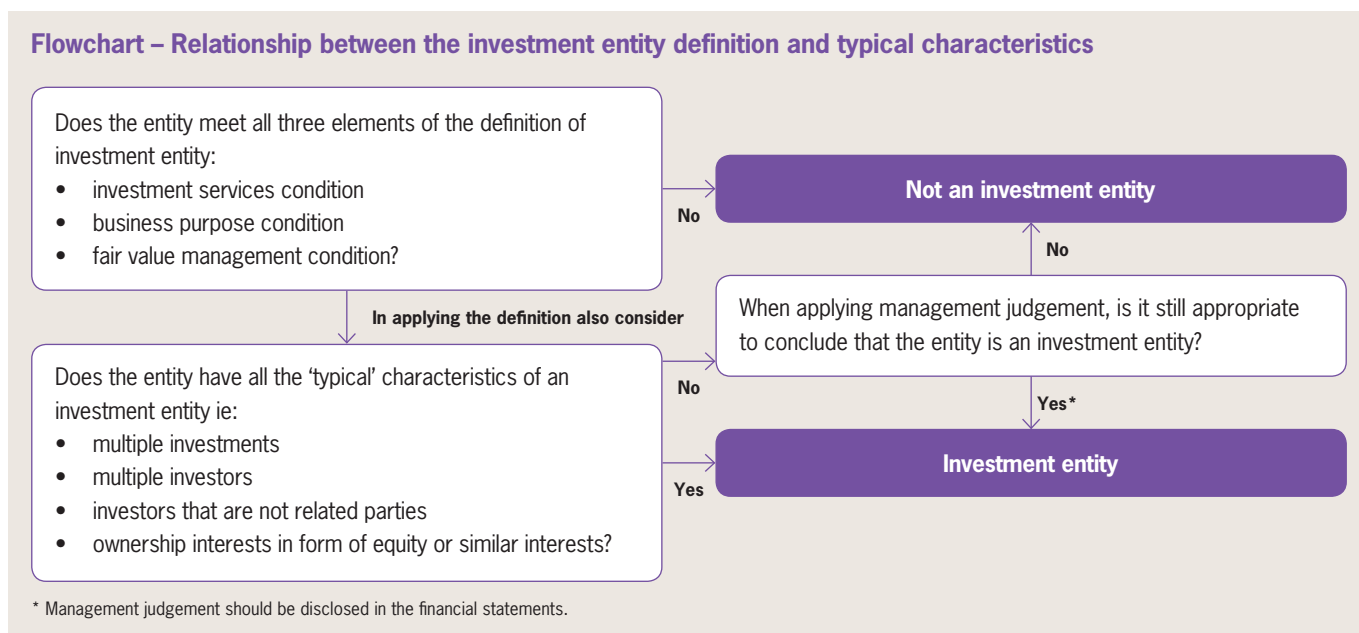 Flowchart – Relationship between the investment entity definition and typical characteristics
Does the entity meet all three elements of the definition of
investment entity:
• investment services condition
• business purpose condition
• fair value management condition?
No
Not an investment entity
No
In applying the definition also consider
When applying management judgement, is it still appropriate
to conclude that the entity is an investment entity?
Does the entity have all the ‘typical’ characteristics of an
investment entity ie:
• multiple investments
• multiple investors
• investors that are not related parties
• ownership interests in form of equity or similar interests?
No
Yes*
Yes
Investment entity
* Management judgement should be disclosed in the financial statements.